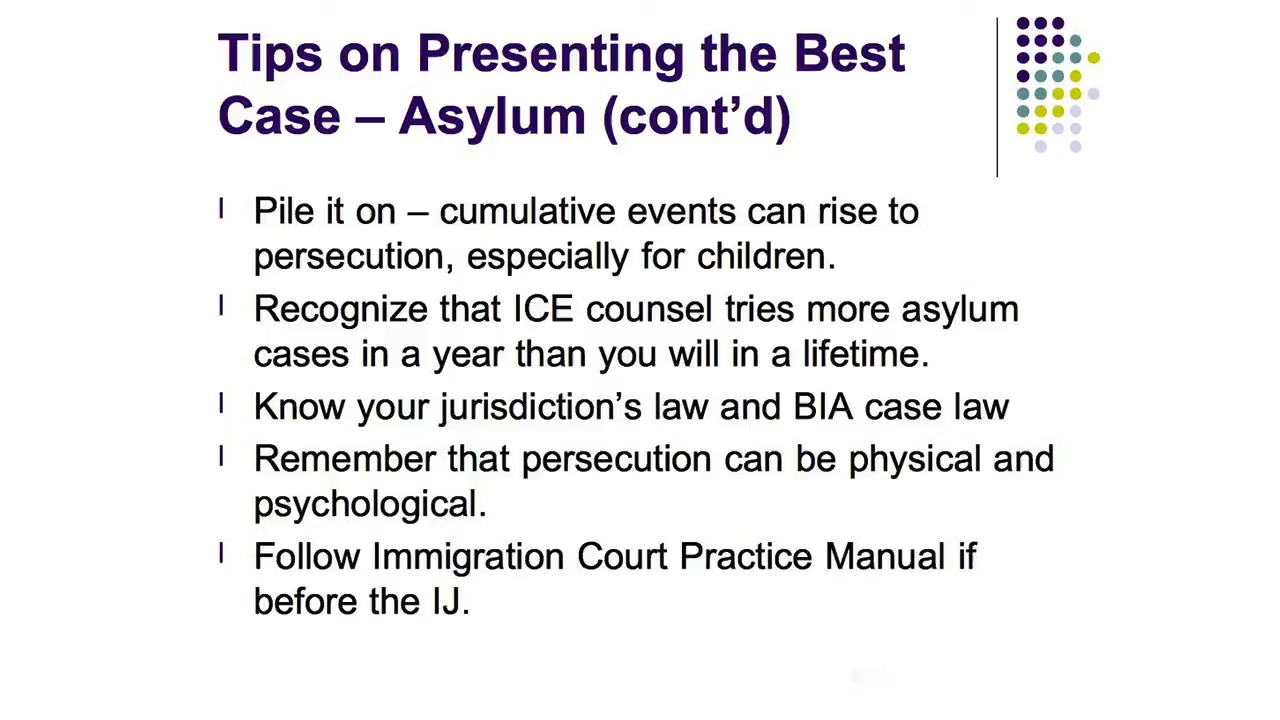 Tips on Presenting the Best
Case – Asylum (cont’d)
Pile it on – cumulative events can rise to
persecution, especially for children.
Recognize that ICE counsel tries more asylum
cases in a year than you will in a lifetime.
Know your jurisdiction’s law and BIA case law
Remember that persecution can be physical and
psychological.
Follow Immigration Court Practice Manual if
before the IJ.